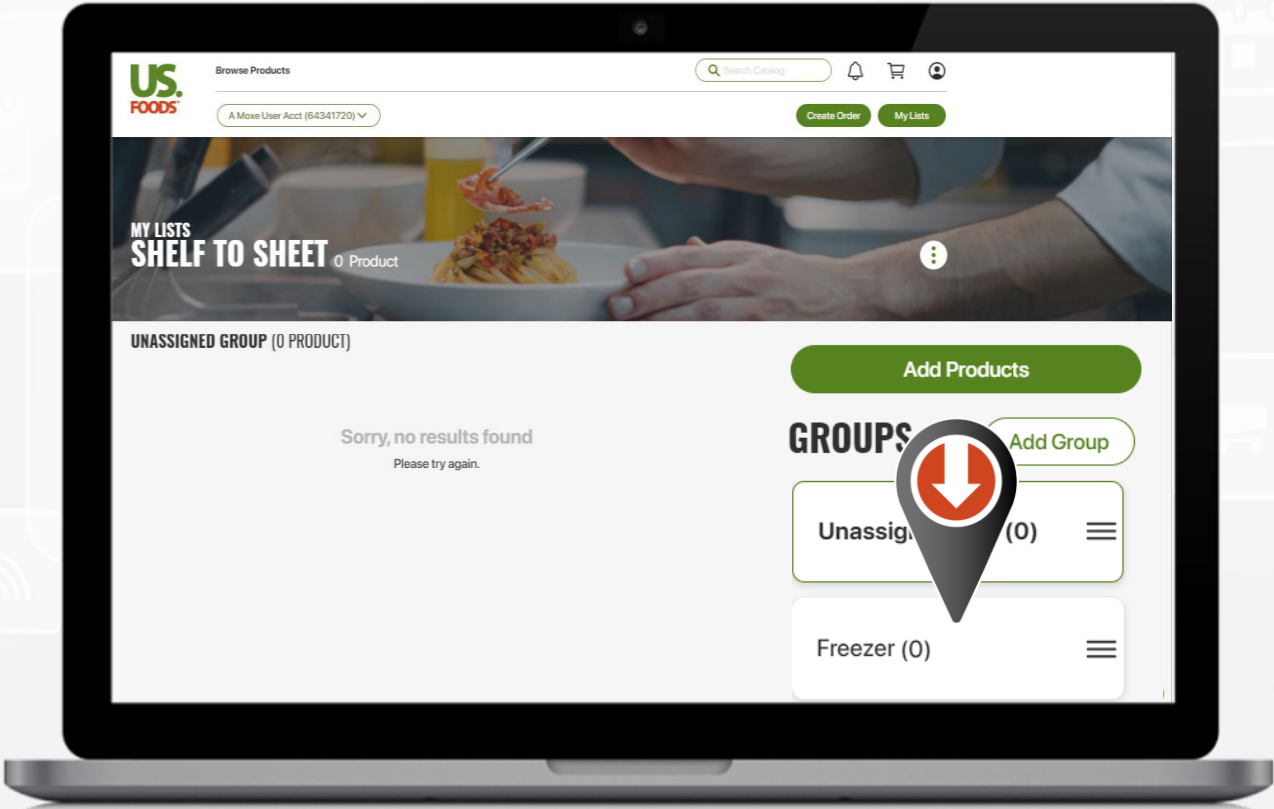 US.
FOODS
Browse Products
Search Catalog
A Moxe User Acct (64341720)
Create Order
My Lists
MY LISTS
SHELF TO SHEET 0 Product
UNASSIGNED GROUP (0 PRODUCT)
Add Products
Sorry, no results found
Please try again.
GROUPS
Add Group
(0)
Freezer (0)